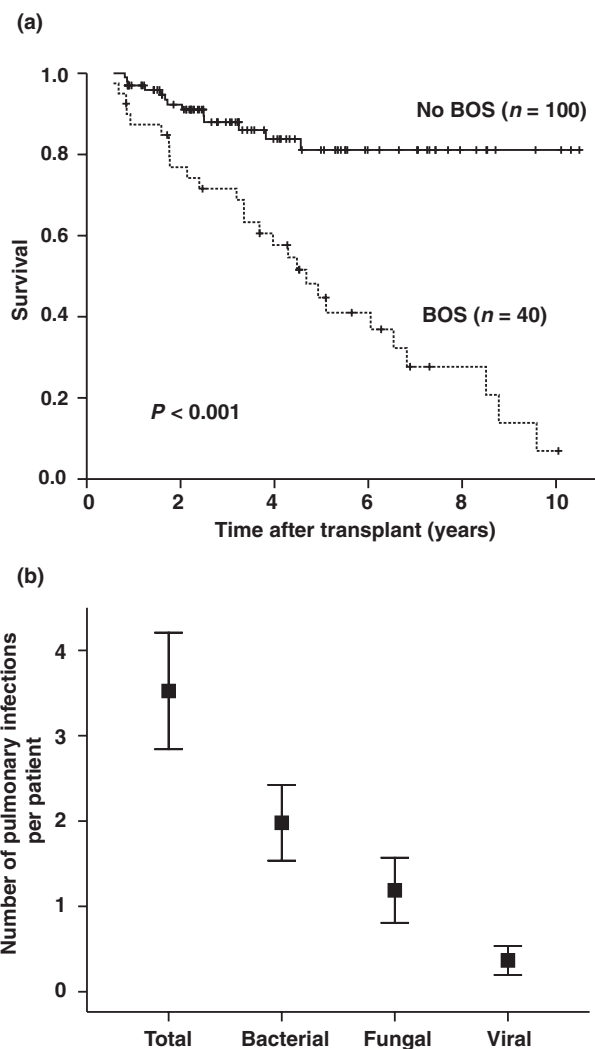 (a)
1.0
0.8
0.6
0.4
0.2
0.0
Survival
No BOS (n = 100)
BOS (n = 40)
P < 0.001
0 2 4 6 8 10
Time after transplant (years)
(b)
4
3
2
1
0
Number of pulmonary infections
per patient
Total Bacterial Fungal Viral